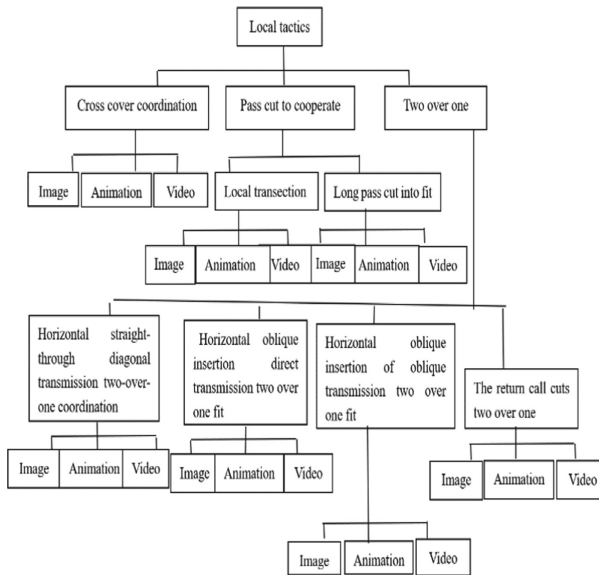 Local tactics
Cross cover coordination
Pass cut to cooperate
Two over one
Image
Animation
Video
Local transection
Long pass cut into fit
Image
Animation
Video
Image
Animation
Video
Horizontal straight-
through diagonal
transmission two-over-
one coordination
Horizontal oblique
insertion direct
transmission two over
one fit
Horizontal oblique
insertion of oblique
transmission two over
one fit
The return call cuts
two over one
Image
Animation
Video
Image
Animation
Video
Image
Animation
Video
Image
Animation
Video